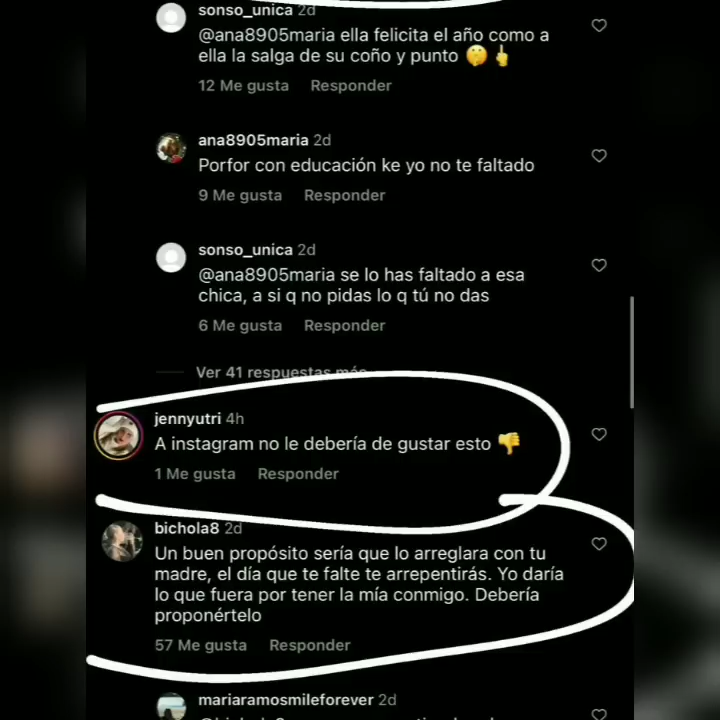 sonso_unica 2d
@ana8905maria ella felicita el año como a
ella la salga de su coño y punto 🤫🖕
12 Me gusta Responder
ana8905maria 2d
Porfor con educación ke yo no te faltado
9 Me gusta Responder
sonso_unica 2d
@ana8905maria se lo has faltado a esa
chica, a si q no pidas lo q tú no das
6 Me gusta Responder
Ver 41 respuestas más
jennyutri 4h
A instagram no le debería de gustar esto 👎
1 Me gusta Responder
bichola8 2d
Un buen propósito sería que lo arreglara con tu
madre, el día que te falte te arrepentirás. Yo daría
lo que fuera por tener la mía conmigo. Debería
proponértelo
57 Me gusta Responder
mariaramosmileforever 2d